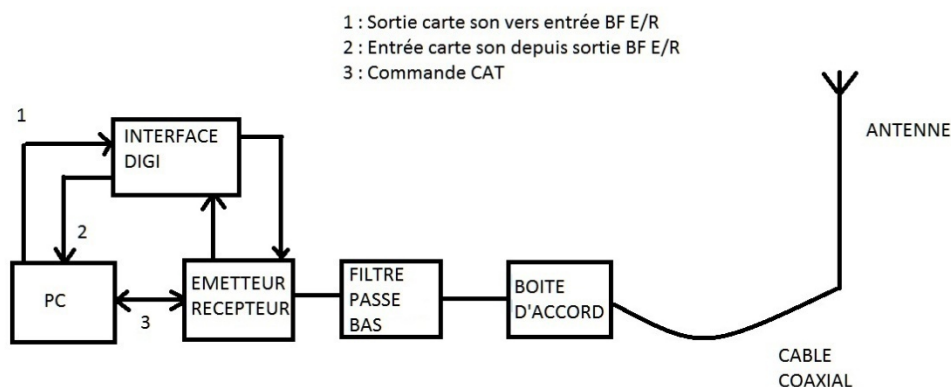 1 : Sortie carte son vers entrée BF E/R
2 : Entrée carte son depuis sortie BF E/R
3 : Commande CAT
1
INTERFACE
DIGI
ANTENNE
2
PC
3
EMETTEUR
RECEPTEUR
FILTRE
PASSE
BAS
BOITE
D'ACCORD
CABLE
COAXIAL